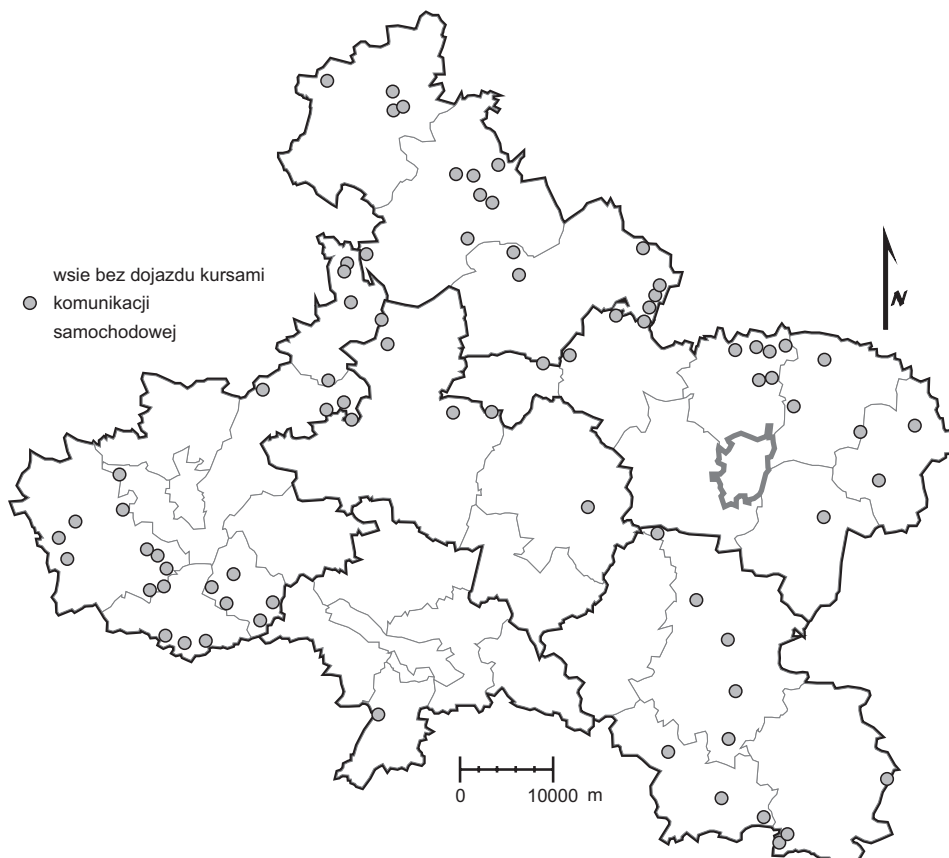 wsie bez dojazdu kursami
komunikacji
samochodowej
N
0 10000 m